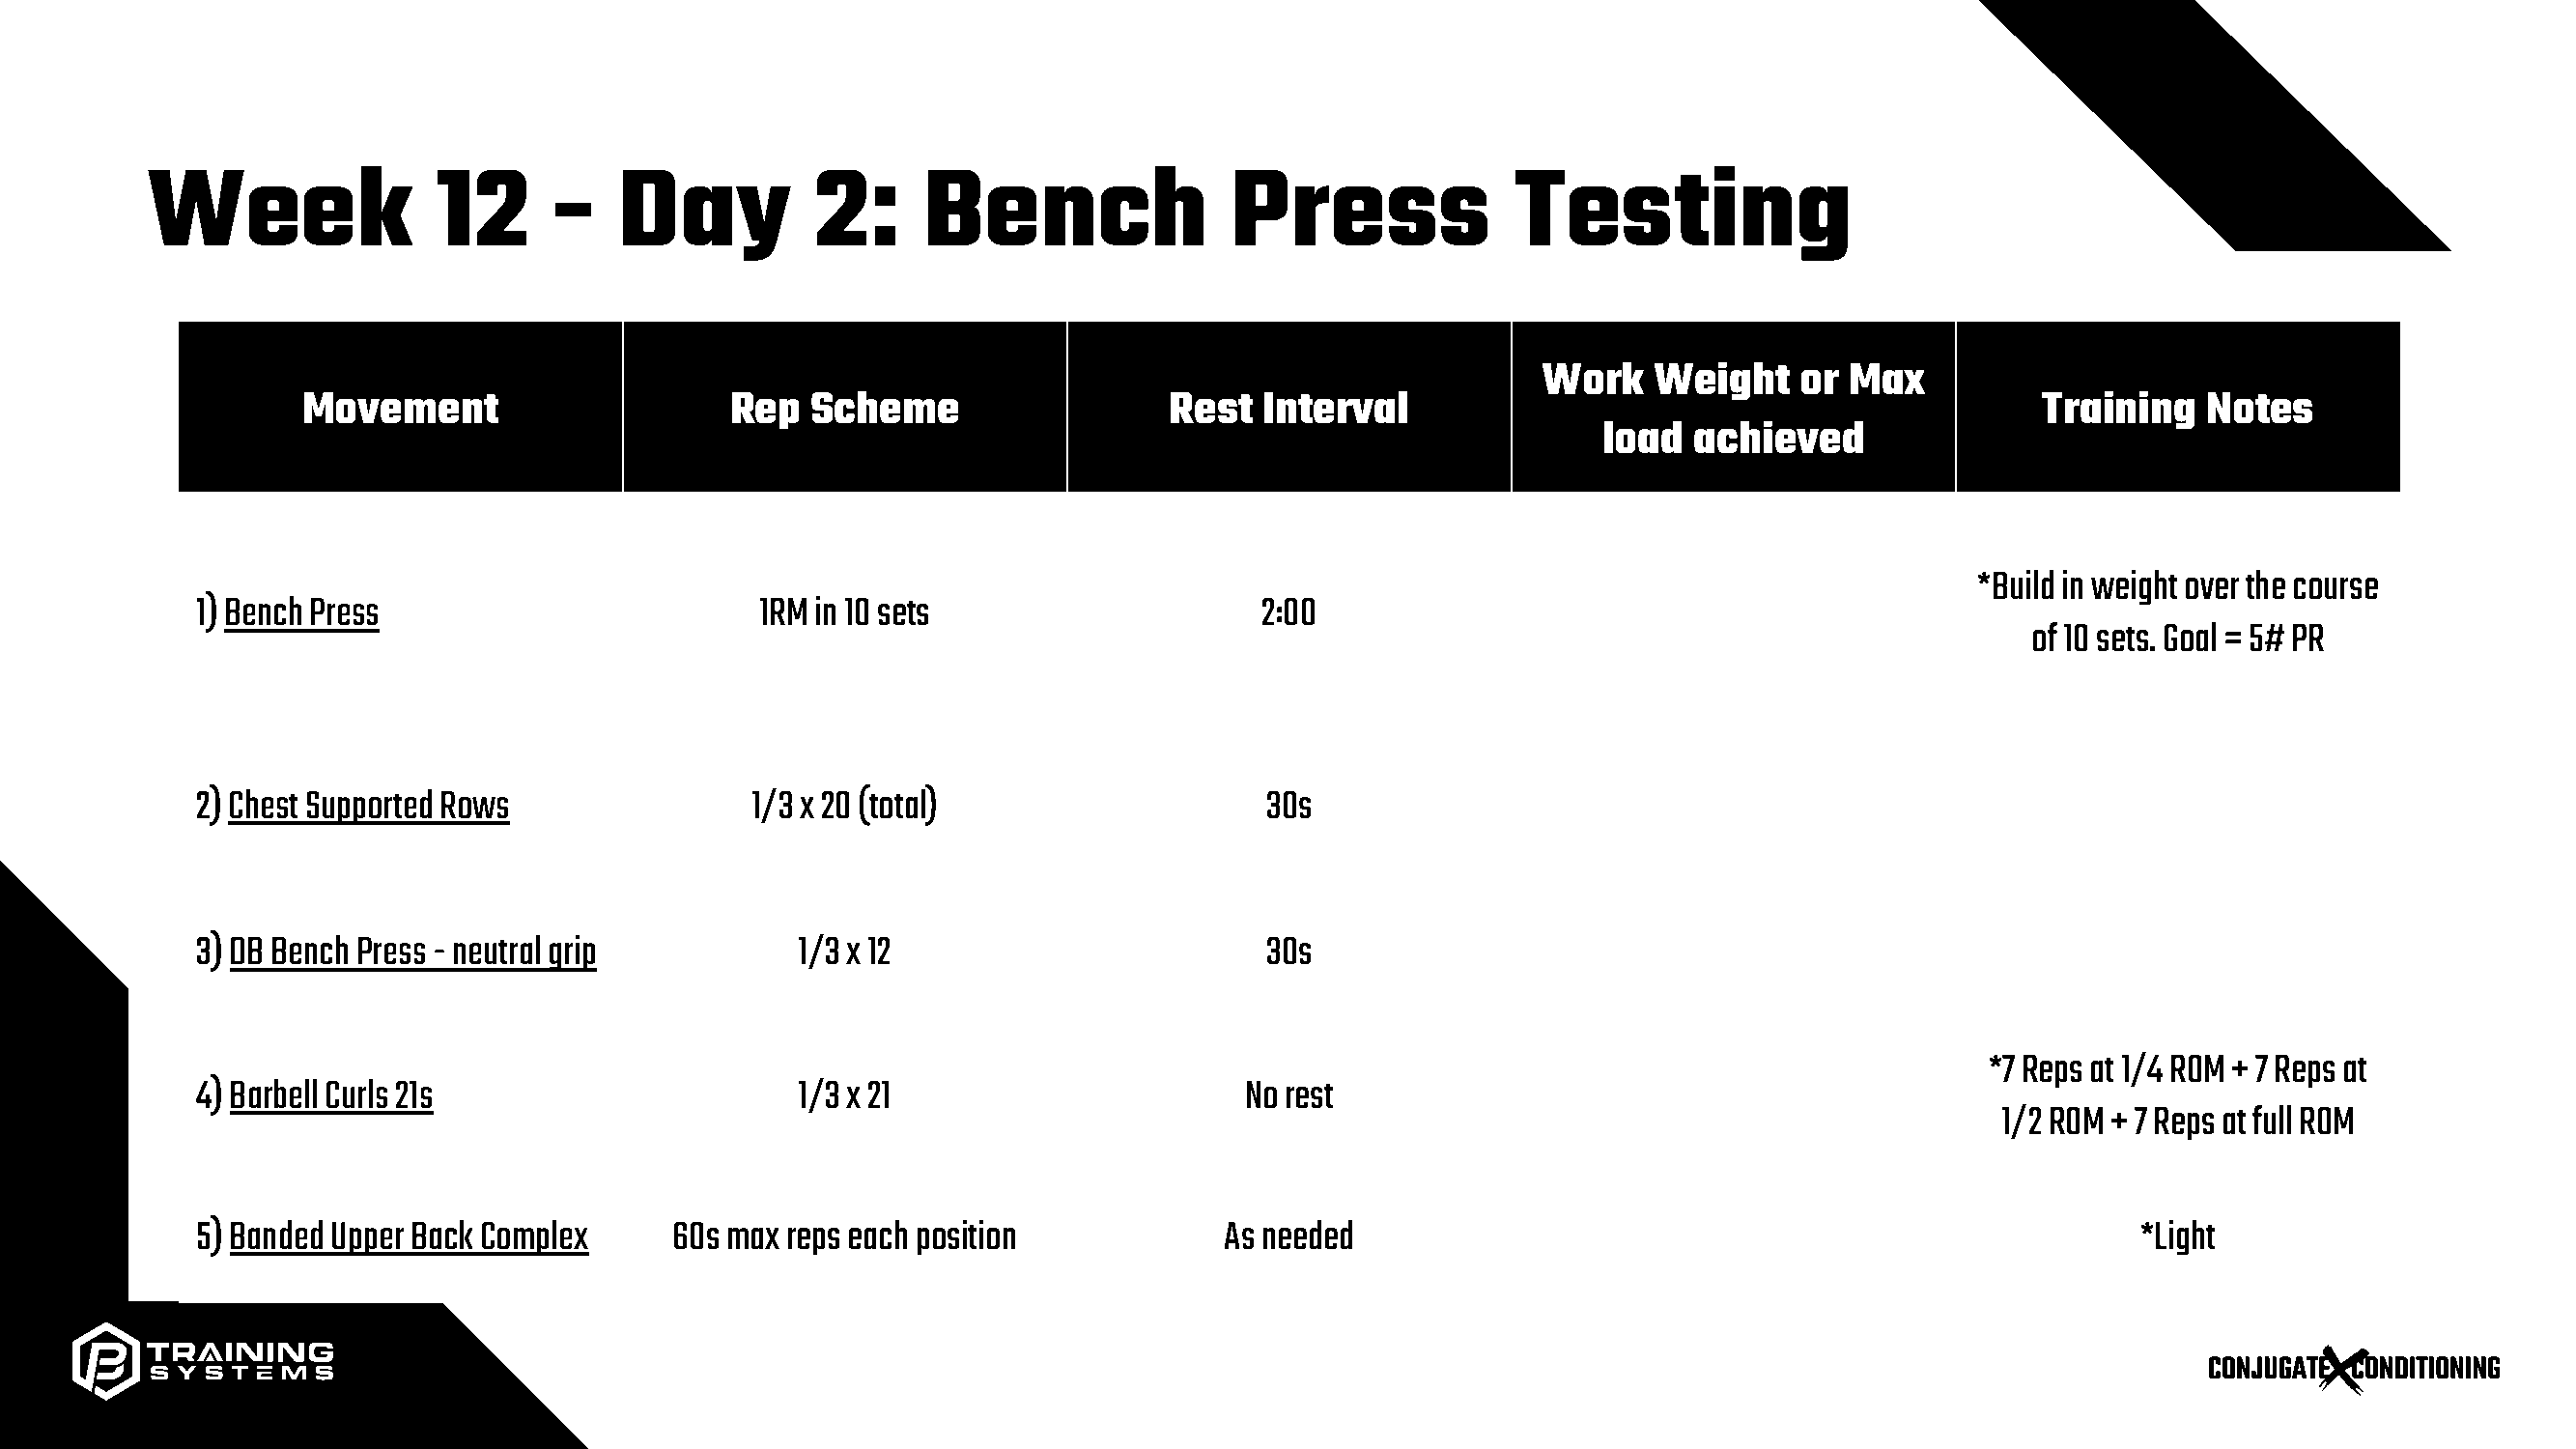 Week 12 - Day 2: Bench Press Testing
Movement
Rep Scheme
Rest Interval
Work Weight or Max
load achieved
Training Notes
1) Bench Press
1RM in 10 sets
2:00
*Build in weight over the course
of 10 sets. Goal = 5# PR
2) Chest Supported Rows
1/3 x 20 (total)
30s
3) DB Bench Press - neutral grip
1/3 x 12
30s
4) Barbell Curls 21s
1/3 x 21
No rest
*7 Reps at 1/4 ROM + 7 Reps at
1/2 ROM + 7 Reps at full ROM
5) Banded Upper Back Complex
60s max reps each position
As needed
*Light
TRAINING
SYSTEMS
CONJUGATE X CONDITIONING